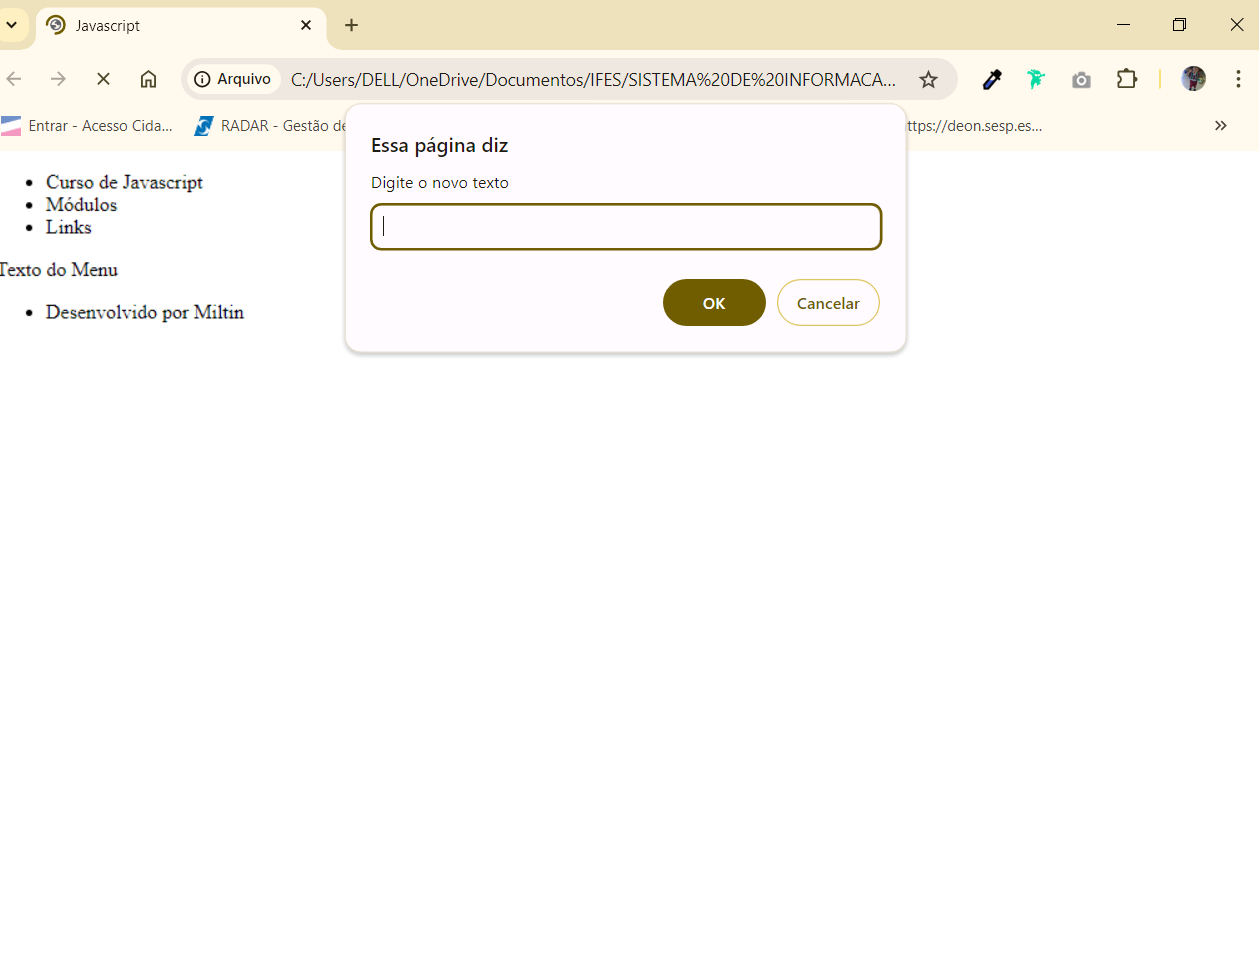 Javascript
Arquivo
C:/Users/DELL/OneDrive/Documentos/IFES/SISTEMA%20DE%20INFORMACA...
Entrar - Acesso Cida...
RADAR - Gestão de
ttps://deon.sesp.es...
Essa página diz
Digite o novo texto
OK
Cancelar
Curso de Javascript
Módulos
Links
Texto do Menu
Desenvolvido por Miltin